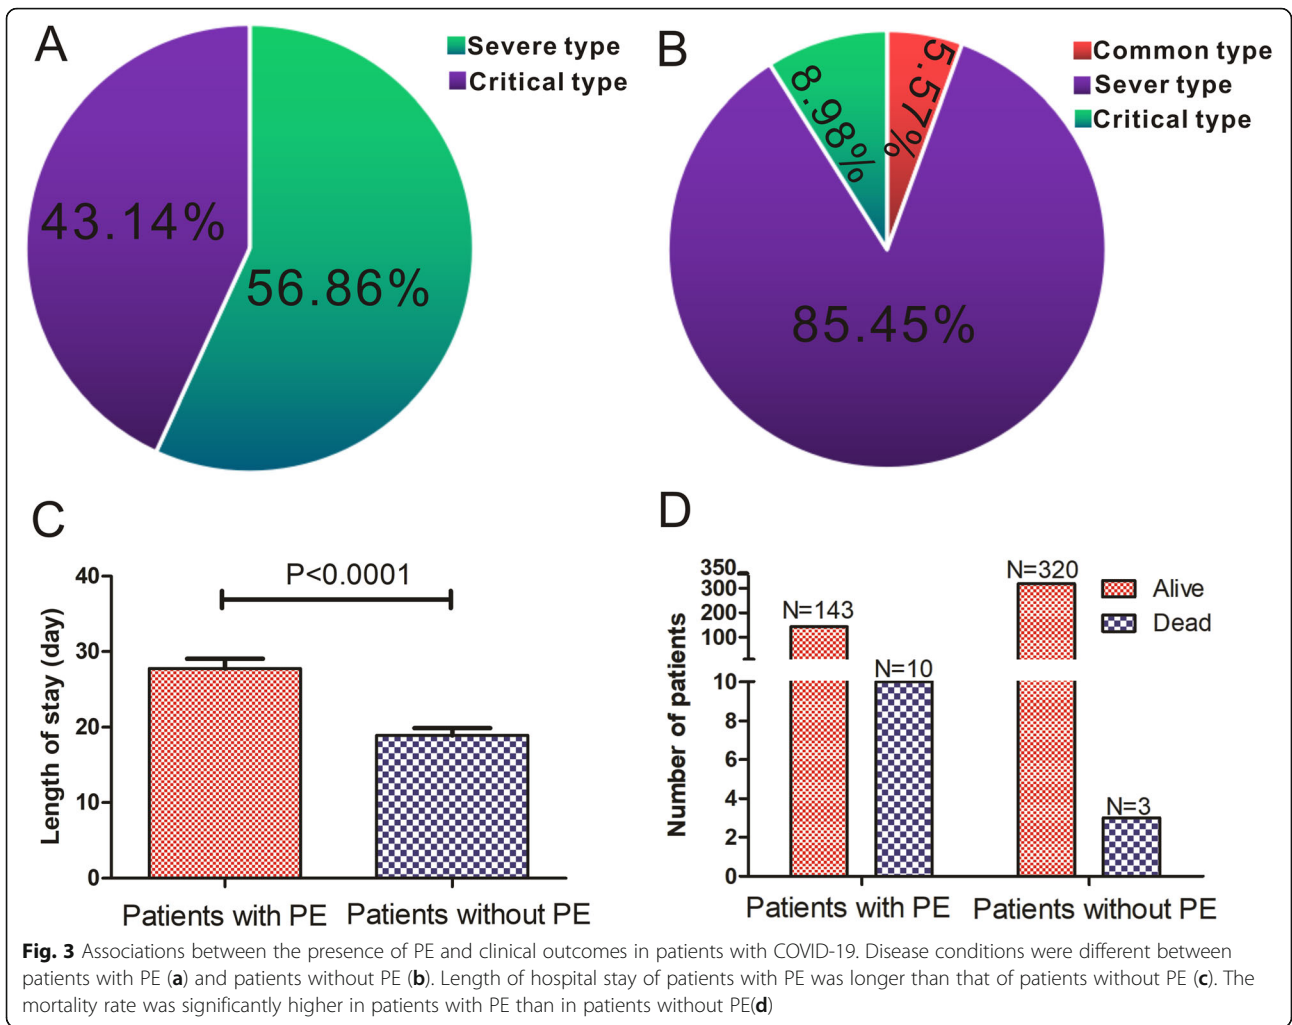 A
Severe type
Critical type
43.14%
56.86%
B
Common type
Sever type
Critical type
5.57%
8.98%
85.45%
C
P<0.0001
Length of stay (day)
40
30
20
10
0
Patients with PE
Patients without PE
D
Number of patients
350
300
200
100
10
8
6
4
2
0
N=143
N=10
N=320
N=3
Alive
Dead
Patients with PE
Patients without PE
Fig. 3 Associations between the presence of PE and clinical outcomes in patients with COVID-19. Disease conditions were different between
patients with PE (a) and patients without PE (b). Length of hospital stay of patients with PE was longer than that of patients without PE (c). The
mortality rate was significantly higher in patients with PE than in patients without PE(d)